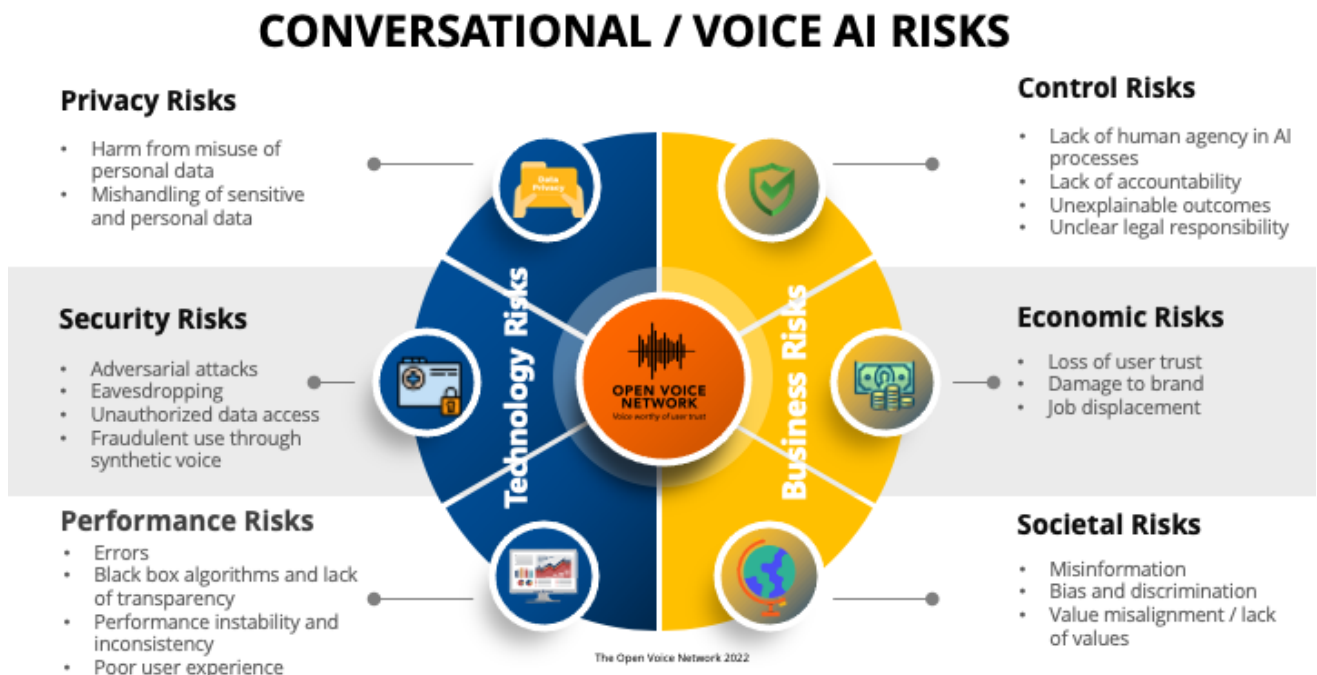 CONVERSATIONAL / VOICE AI RISKS
Privacy Risks
• Harm from misuse of
personal data
• Mishandling of sensitive
and personal data
Security Risks
• Adversarial attacks
• Eavesdropping
• Unauthorized data access
• Fraudulent use through
synthetic voice
Performance Risks
• Errors
• Black box algorithms and lack
of transparency
• Performance instability and
inconsistency
• Poor user experience
Data
Privacy
Technology Risks
OPEN VOICE
NETWORK
Voice worthy of user trust
Business Risks
Control Risks
• Lack of human agency in AI
processes
• Lack of accountability
• Unexplainable outcomes
• Unclear legal responsibility
Economic Risks
• Loss of user trust
• Damage to brand
• Job displacement
Societal Risks
• Misinformation
• Bias and discrimination
• Value misalignment / lack
of values
The Open Voice Network 2022